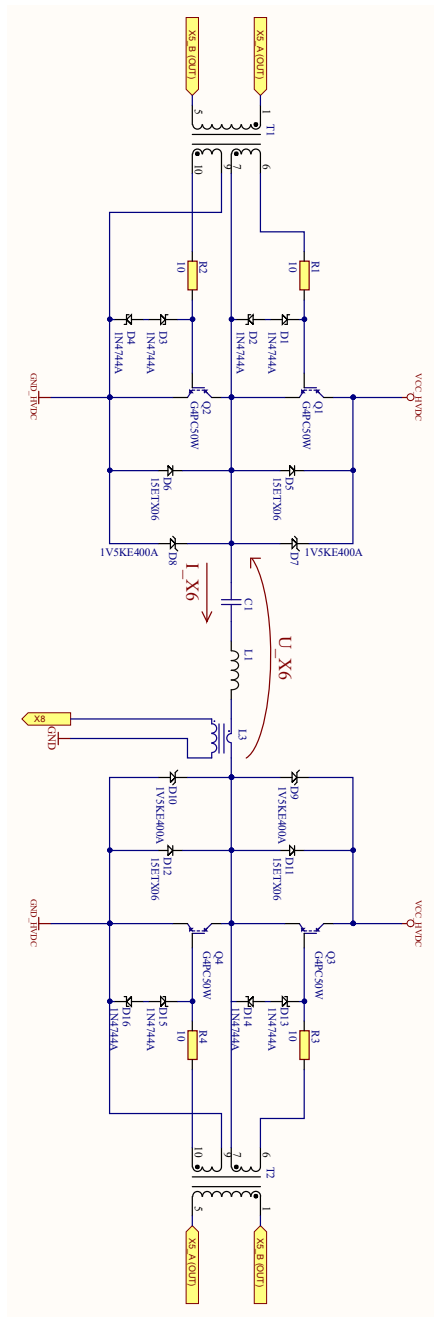 X5_B (OUT)
X5_A (OUT)
5
1
T1
10
9
7
6
R2
10
R1
10
D4
1N4744A
D3
1N4744A
D2
1N4744A
D1
1N4744A
GND_HVDC
Q2
G4PC50W
Q1
G4PC50W
VCC_HVDC
D6
15ETX06
D5
15ETX06
1V5KE400A
D8
D7
1V5KE400A
I_X6
C1
U_X6
L1
X8
GND
L3
D10
1V5KE400A
D9
1V5KE400A
D12
15ETX06
D11
15ETX06
GND_HVDC
Q4
G4PC50W
Q3
G4PC50W
VCC_HVDC
D16
1N4744A
D15
1N4744A
D14
1N4744A
D13
1N4744A
R4
10
R3
10
10
9
7
6
T2
5
1
X5_A (OUT)
X5_B (OUT)